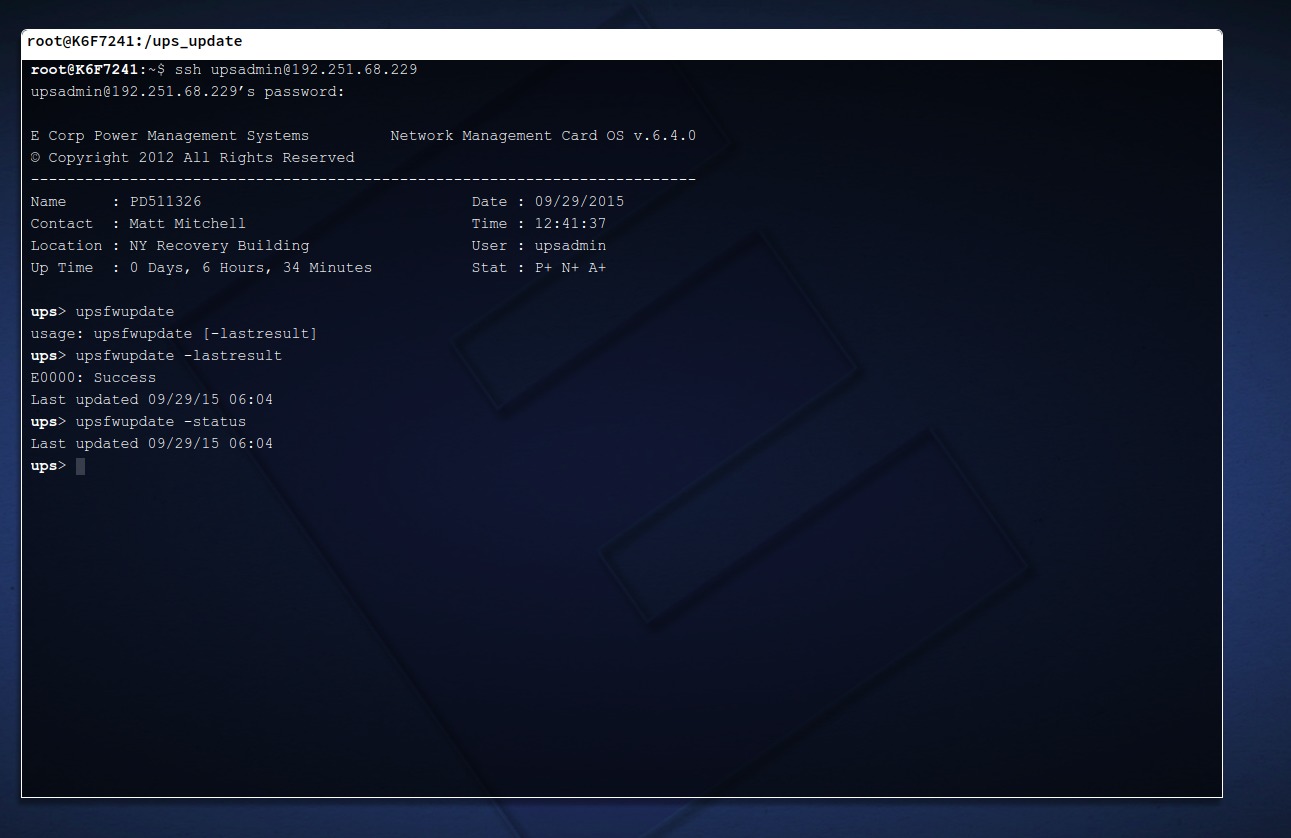 root@K6F7241:/ups_update
root@K6F7241:~$ ssh upsadmin@192.251.68.229
upsadmin@192.251.68.229’s password:
E Corp Power Management Systems         Network Management Card OS v.6.4.0
© Copyright 2012 All Rights Reserved
--------------------------------------------------------------------------
Name     : PD511326                              Date : 09/29/2015
Contact  : Matt Mitchell                         Time : 12:41:37
Location : NY Recovery Building                  User : upsadmin
Up Time  : 0 Days, 6 Hours, 34 Minutes           Stat : P+ N+ A+
ups> upsfwupdate
usage: upsfwupdate [-lastresult]
ups> upsfwupdate -lastresult
E0000: Success
Last updated 09/29/15 06:04
ups> upsfwupdate -status
Last updated 09/29/15 06:04
ups>